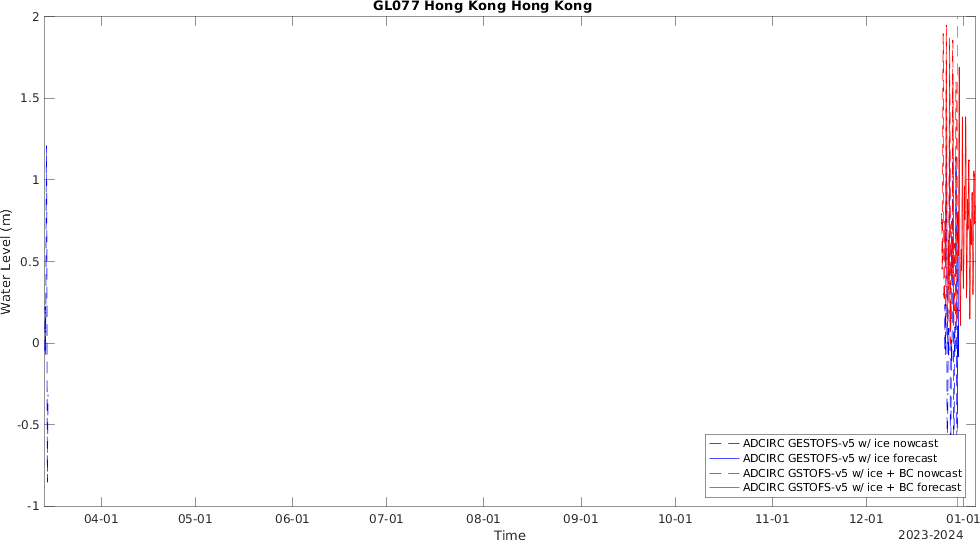 GL077 Hong Kong Hong Kong
2
1.5
1
0.5
0
-0.5
-1
Water Level (m)
ADCIRC GESTOFS-v5 w/ ice nowcast
ADCIRC GESTOFS-v5 w/ ice forecast
ADCIRC GSTOFS-v5 w/ ice + BC nowcast
ADCIRC GSTOFS-v5 w/ ice + BC forecast
04-01 05-01 06-01 07-01 08-01 09-01 10-01 11-01 12-01 01-01
Time
2023-2024